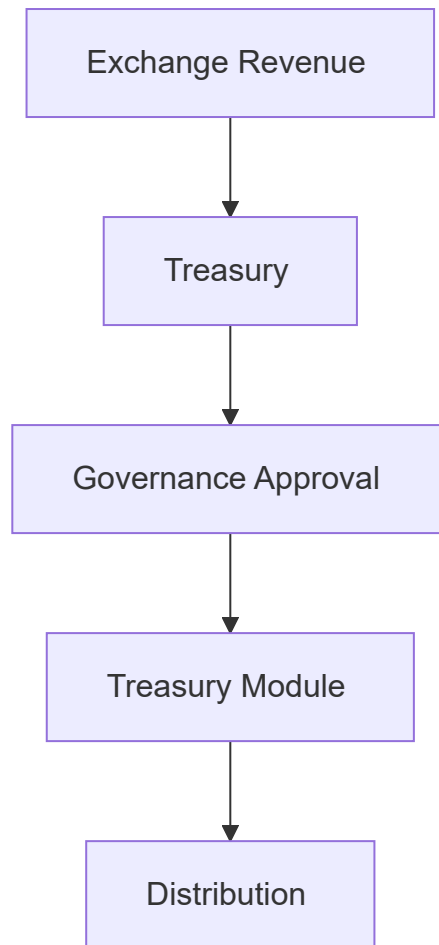 Exchange Revenue
Treasury
Governance Approval
Treasury Module
Distribution